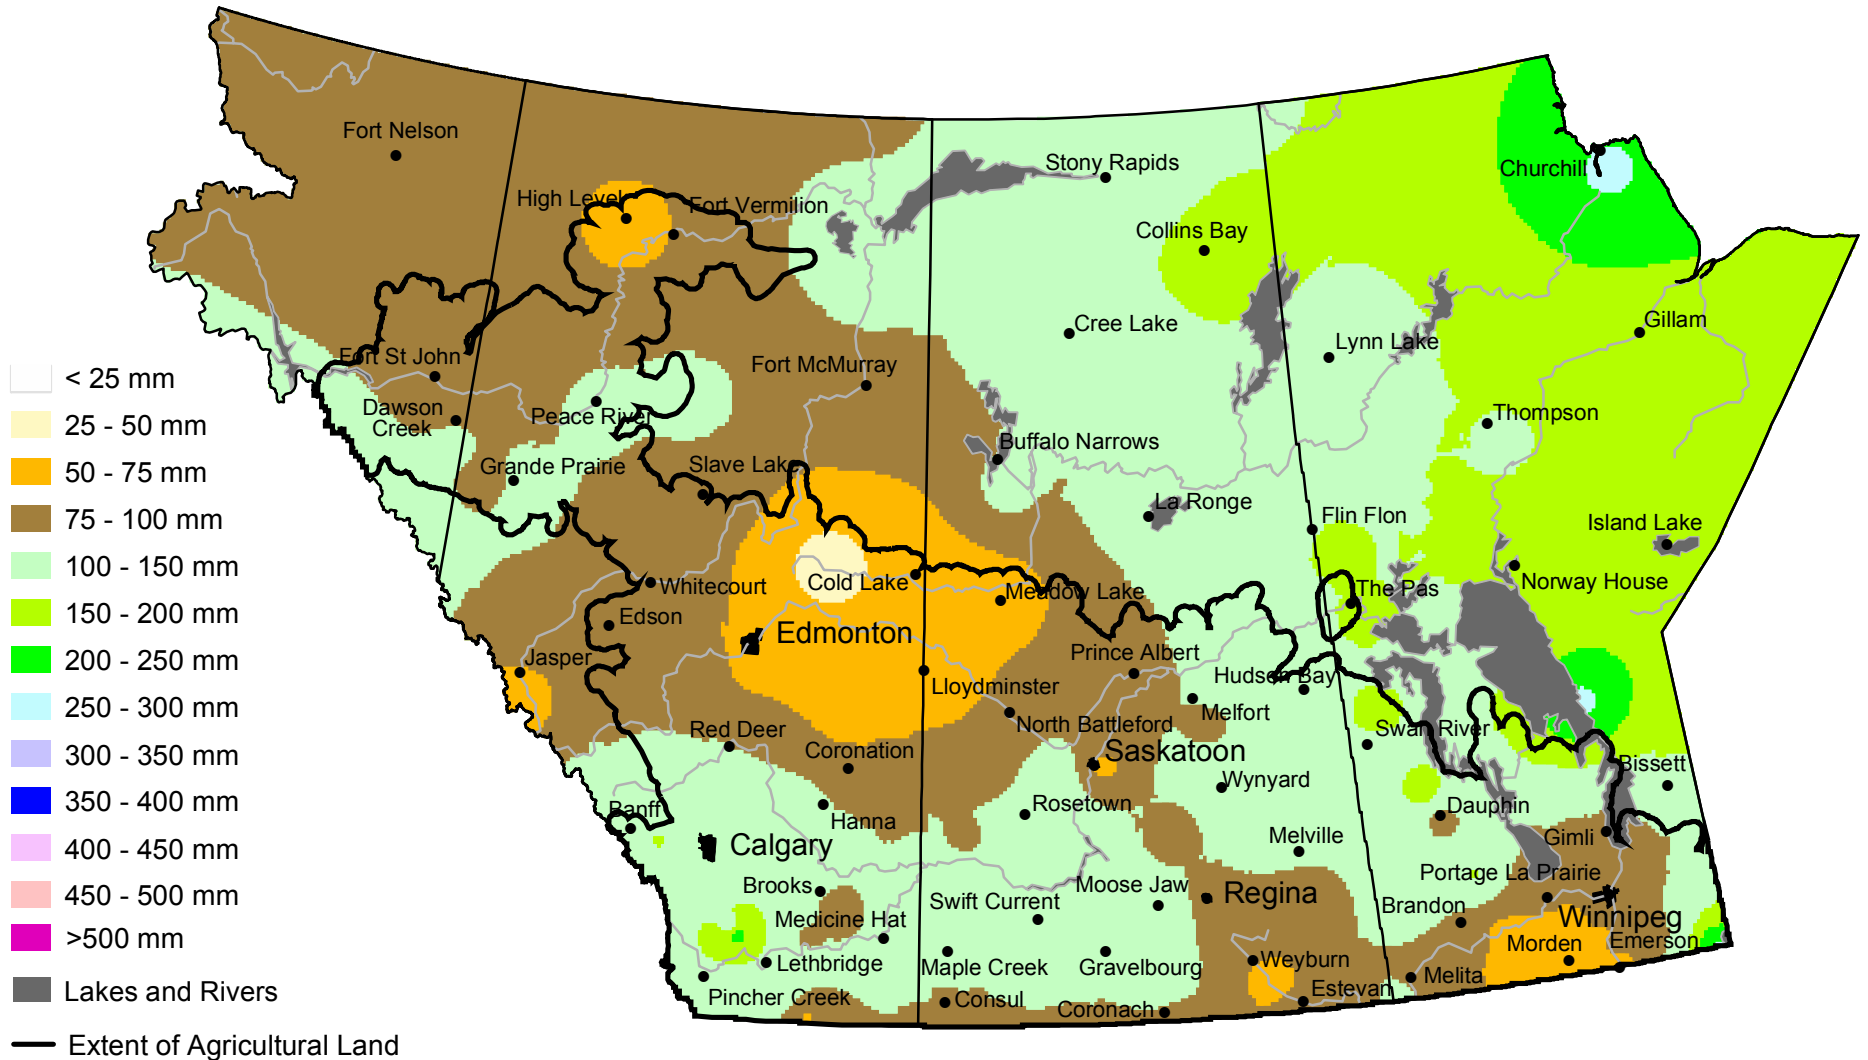 Fort Nelson
High Level
Fort Vermilion
Stony Rapids
Churchill
Collins Bay
Cree Lake
Lynn Lake
Gillam
Fort St John
Fort McMurray
Dawson
Creek
Peace River
Thompson
Buffalo Narrows
Grande Prairie
Slave Lake
La Ronge
Flin Flon
Island Lake
Whitecourt
Cold Lake
Meadow Lake
The Pas
Norway House
Edson
Edmonton
Jasper
Prince Albert
Lloydminster
Hudson Bay
Melfort
Red Deer
North Battleford
Swan River
Coronation
Saskatoon
Bissett
Wynyard
Banff
Hanna
Rosetown
Dauphin
Calgary
Melville
Gimli
Portage La Prairie
Brooks
Moose Jaw
Regina
Medicine Hat
Swift Current
Brandon
Winnipeg
Lethbridge
Maple Creek
Gravelbourg
Weyburn
Morden
Emerson
Pincher Creek
Consul
Coronach
Estevan
Melita
< 25 mm
25 - 50 mm
50 - 75 mm
75 - 100 mm
100 - 150 mm
150 - 200 mm
200 - 250 mm
250 - 300 mm
300 - 350 mm
350 - 400 mm
400 - 450 mm
450 - 500 mm
>500 mm
Lakes and Rivers
Extent of Agricultural Land